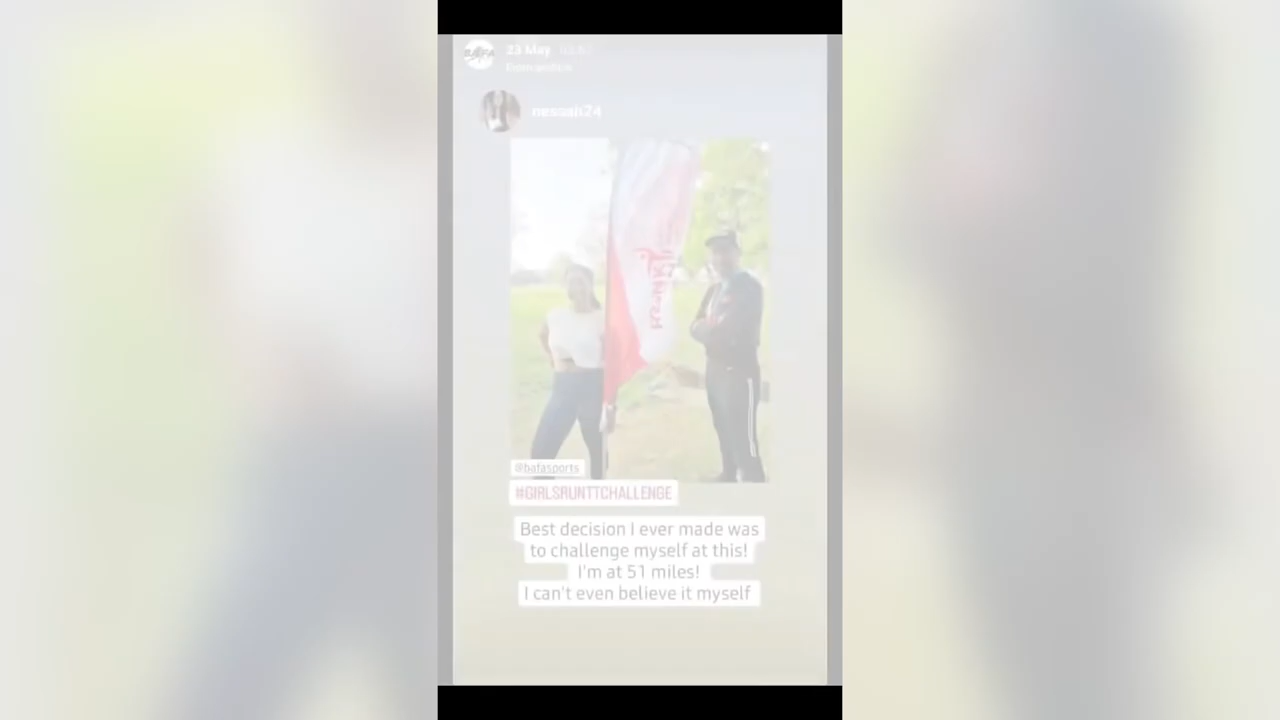 23 May
nessah24
@bafasports
#GIRLSRUNTTCHALLENGE
Best decision I ever made was
to challenge myself at this!
I'm at 51 miles!
I can't even believe it myself